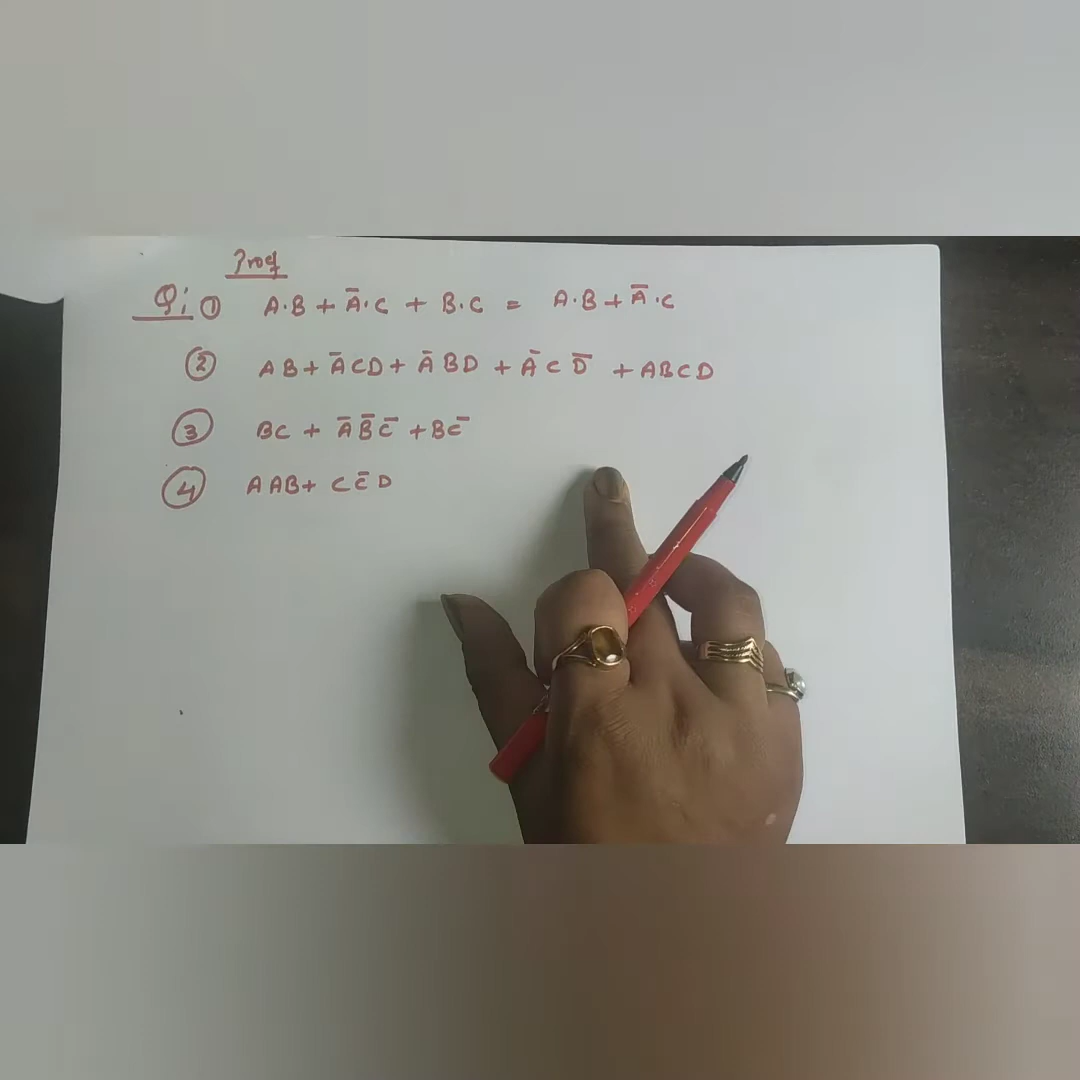 Proof
Q: ① A·B + Ā·C + B·C = A·B + Ā·C
② AB + ĀCD + ĀBD + ĀCD̄ + ABCD
③ BC + ĀB̄C̄ + BC̄
④ AAB + CC̄D